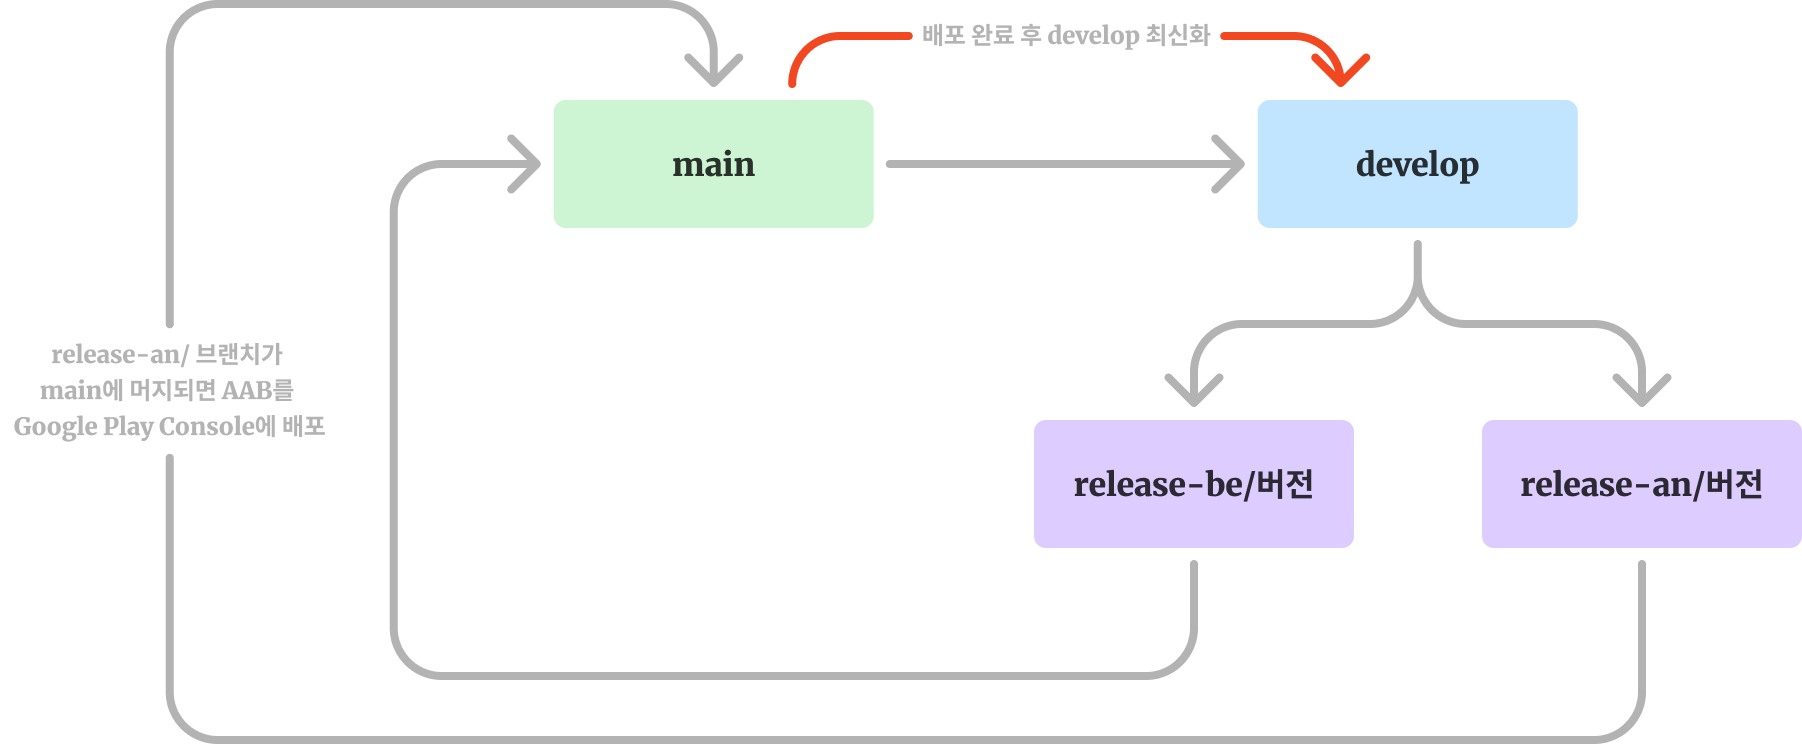 배포 완료 후 develop 최신화
main
develop
release-an/ 브랜치가
main에 머지되면 AAB를
Google Play Console에 배포
release-be/버전
release-an/버전